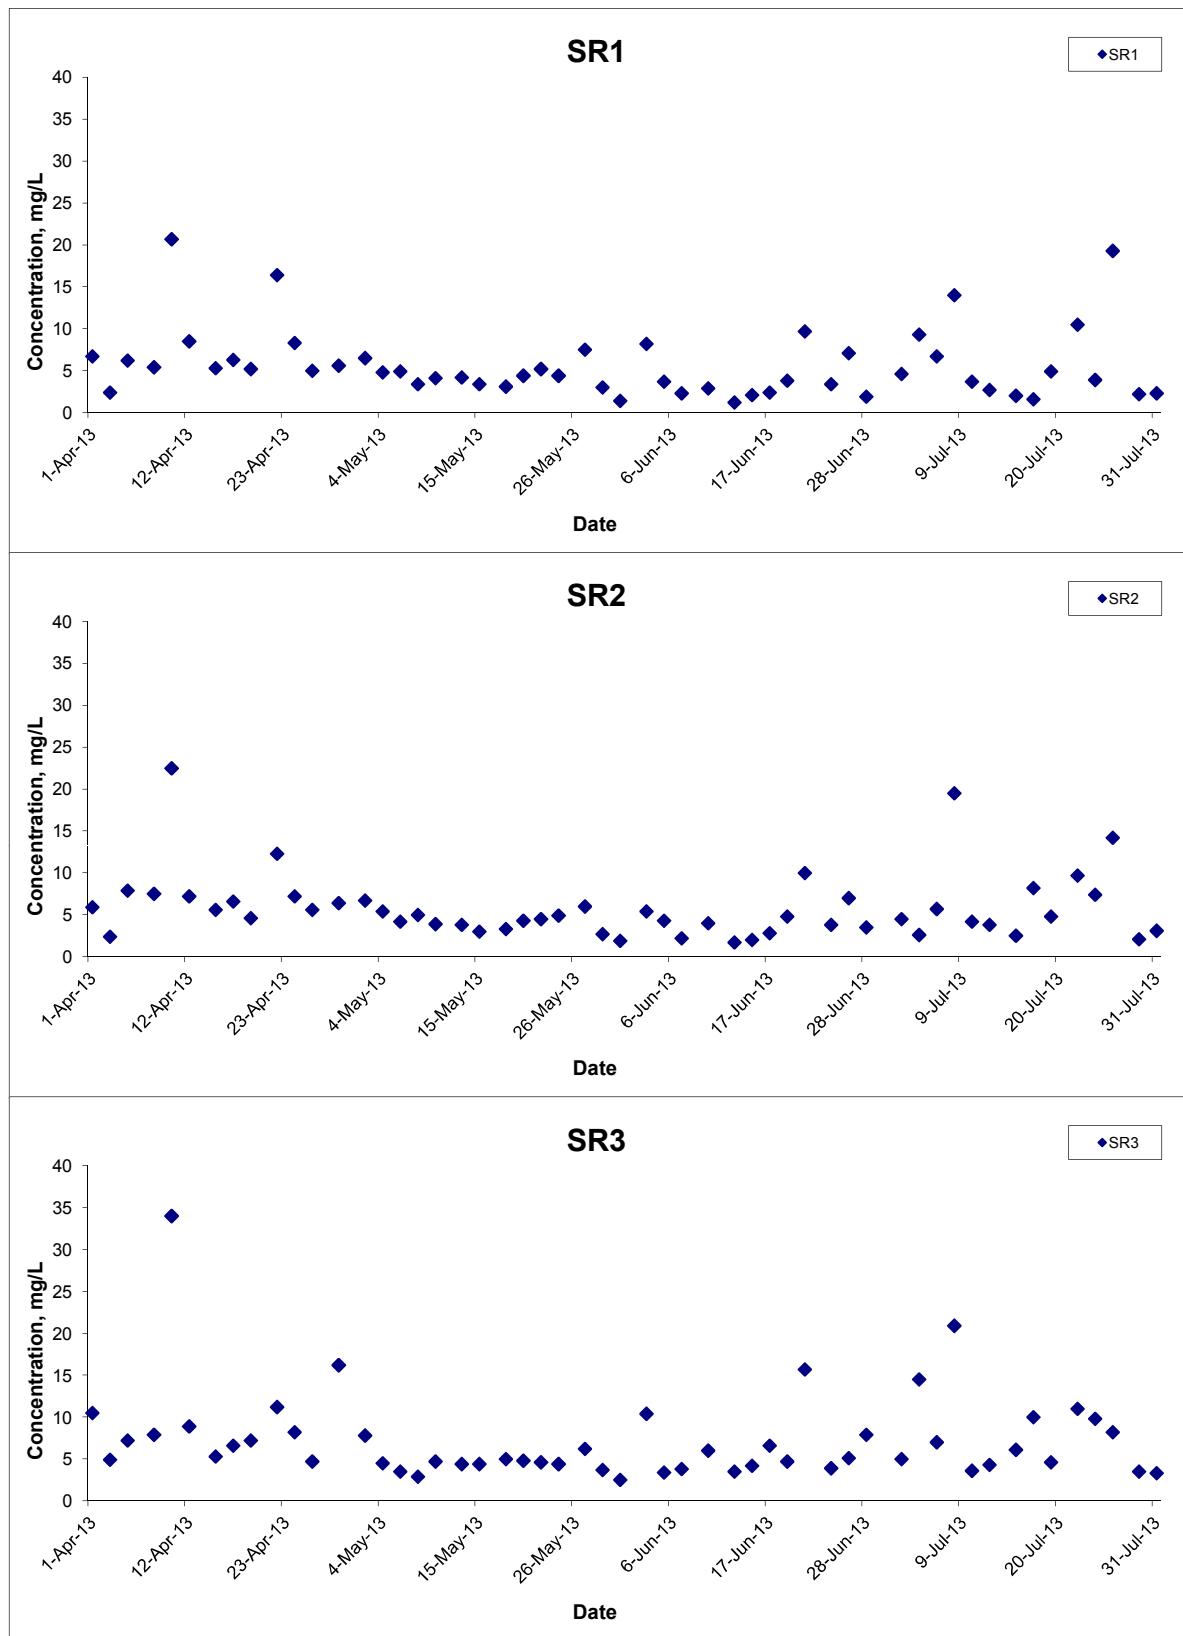 SR1
SR1
Concentration, mg/L
40
35
30
25
20
15
10
5
0
1-Apr-13
12-Apr-13
23-Apr-13
4-May-13
15-May-13
26-May-13
6-Jun-13
17-Jun-13
28-Jun-13
9-Jul-13
20-Jul-13
31-Jul-13
Date
SR2
SR2
Concentration, mg/L
40
35
30
25
20
15
10
5
0
1-Apr-13
12-Apr-13
23-Apr-13
4-May-13
15-May-13
26-May-13
6-Jun-13
17-Jun-13
28-Jun-13
9-Jul-13
20-Jul-13
31-Jul-13
Date
SR3
SR3
Concentration, mg/L
40
35
30
25
20
15
10
5
0
1-Apr-13
12-Apr-13
23-Apr-13
4-May-13
15-May-13
26-May-13
6-Jun-13
17-Jun-13
28-Jun-13
9-Jul-13
20-Jul-13
31-Jul-13
Date